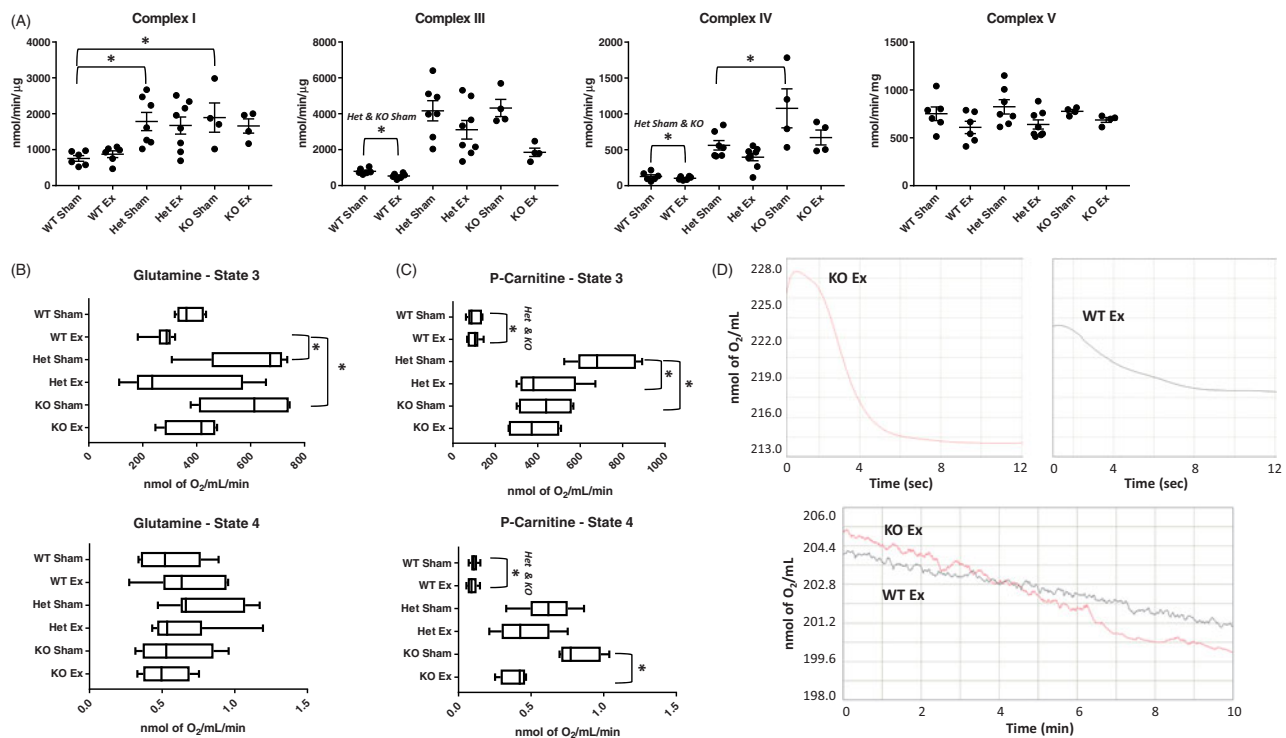 (A)
Complex I
nmol/min/μg
4000
3000
2000
1000
0
*
*
WT Sham
WT Ex
Het Sham
Het Ex
KO Sham
KO Ex
Complex III
nmol/min/μg
8000
6000
4000
2000
0
Het & KO Sham
*
WT Sham
WT Ex
Het Sham
Het Ex
KO Sham
KO Ex
Complex IV
nmol/min/μg
2000
1500
1000
500
0
Het Sham & KO
*
*
WT Sham
WT Ex
Het Sham
Het Ex
KO Sham
KO Ex
Complex V
nmol/min/mg
1500
1000
500
0
WT Sham
WT Ex
Het Sham
Het Ex
KO Sham
KO Ex
(B)
Glutamine - State 3
WT Sham
WT Ex
Het Sham
Het Ex
KO Sham
KO Ex
*
*
0 200 400 600 800
nmol of O2/mL/min
Glutamine - State 4
WT Sham
WT Ex
Het Sham
Het Ex
KO Sham
KO Ex
0.0 0.5 1.0 1.5
nmol of O2/mL/min
(C)
P-Carnitine - State 3
WT Sham
WT Ex
Het Sham
Het Ex
KO Sham
KO Ex
*
Het & KO
*
*
0 200 400 600 800 1000
nmol of O2/mL/min
P-Carnitine - State 4
WT Sham
WT Ex
Het Sham
Het Ex
KO Sham
KO Ex
*
Het & KO
*
0.0 0.5 1.0 1.5
nmol of O2/mL/min
(D)
KO Ex
nmol of O2/mL
228.0
225.0
222.0
219.0
216.0
213.0
0 4 8 12
Time (sec)
WT Ex
0 4 8 12
Time (sec)
KO Ex
WT Ex
nmol of O2/mL
206.0
204.4
202.8
201.2
199.6
198.0
0 2 4 6 8 10
Time (min)